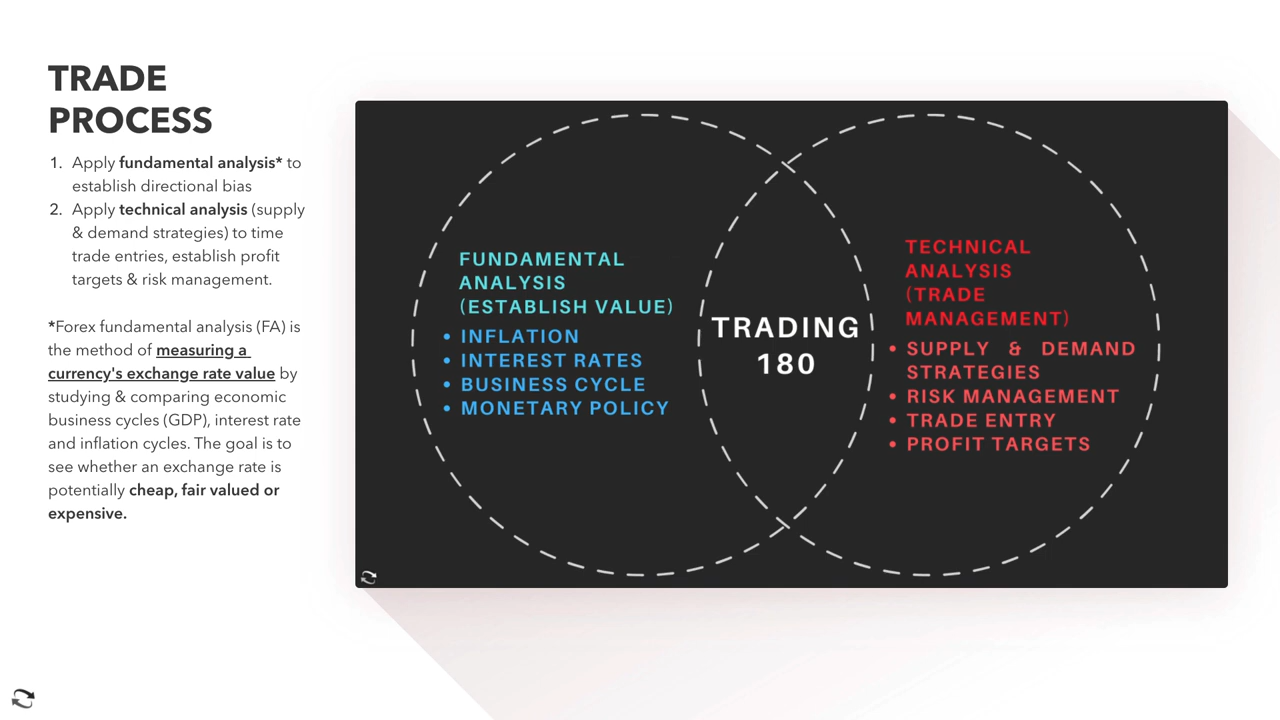 TRADE
PROCESS
1. Apply fundamental analysis* to
establish directional bias
2. Apply technical analysis (supply
& demand strategies) to time
trade entries, establish profit
targets & risk management.
*Forex fundamental analysis (FA) is
the method of measuring a
currency's exchange rate value by
studying & comparing economic
business cycles (GDP), interest rate
and inflation cycles. The goal is to
see whether an exchange rate is
potentially cheap, fair valued or
expensive.
FUNDAMENTAL
ANALYSIS
(ESTABLISH VALUE)
• INFLATION
• INTEREST RATES
• BUSINESS CYCLE
• MONETARY POLICY
TRADING
180
TECHNICAL
ANALYSIS
(TRADE
MANAGEMENT)
• SUPPLY & DEMAND
STRATEGIES
• RISK MANAGEMENT
• TRADE ENTRY
• PROFIT TARGETS